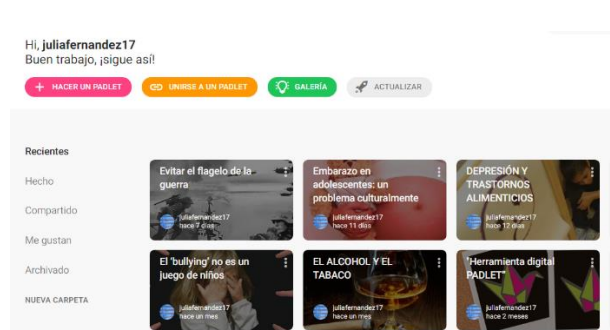 Hi, juliafernandez17
Buen trabajo, ¡sigue así!
+ HACER UN PADLET
UNIRSE A UN PADLET
GALERÍA
ACTUALIZAR
Recientes
Hecho
Compartido
Me gustan
Archivado
NUEVA CARPETA
Evitar el flagelo de la
guerra
juliafernandez17
hace 7 días
Embarazo en
adolescentes: un
problema culturalmente
juliafernandez17
hace 11 días
DEPRESIÓN Y
TRASTORNOS
ALIMENTICIOS
juliafernandez17
hace 12 días
El 'bullying' no es un
juego de niños
juliafernandez17
hace un mes
EL ALCOHOL Y EL
TABACO
juliafernandez17
hace un mes
"Herramienta digital
PADLET"
juliafernandez17
hace 2 meses